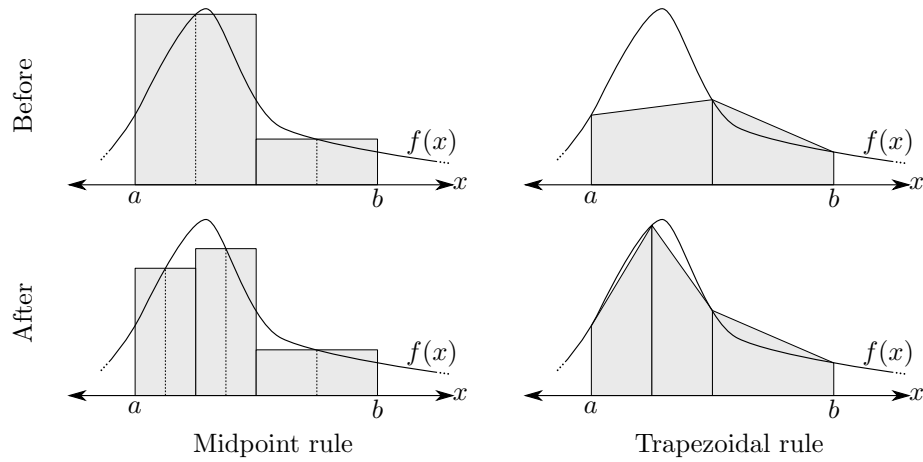 Before
f(x)
x
a
b
f(x)
x
a
b
After
f(x)
x
a
b
f(x)
x
a
b
Midpoint rule
Trapezoidal rule